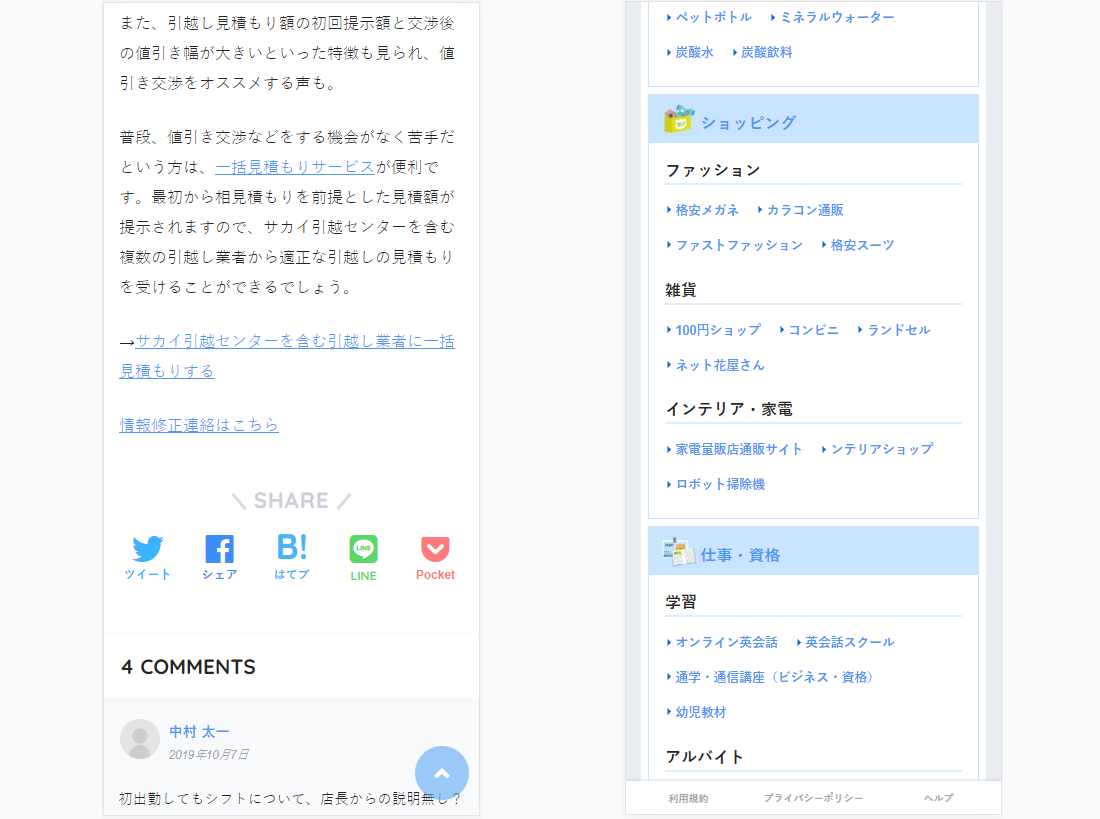 また、引越し見積もり額の初回提示額と交渉後
の値引き幅が大きいといった特徴も見られ、値
引き交渉をオススメする声も。
普段、値引き交渉などをする機会がなく苦手だ
という方は、一括見積もりサービスが便利で
す。最初から相見積もりを前提とした見積額が
提示されますので、サカイ引越センターを含む
複数の引越し業者から適正な引越しの見積もり
を受けることができるでしょう。
→サカイ引越センターを含む引越し業者に一括
見積もりする
情報修正連絡はこちら
\ SHARE /
ツイート シェア B! はてブ LINE LINE Pocket
4 COMMENTS
中村 太一
2019年10月7日
初出勤してもシフトについて、店長からの説明無し？
ペットボトル ミネラルウォーター
炭酸水 炭酸飲料
ショッピング
ファッション
格安メガネ カラコン通販
ファストファッション 格安スーツ
雑貨
100円ショップ コンビニ ランドセル
ネット花屋さん
インテリア・家電
家電量販店通販サイト ンテリアショップ
ロボット掃除機
仕事・資格
学習
オンライン英会話 英会話スクール
通学・通信講座（ビジネス・資格）
幼児教材
アルバイト
利用規約 プライバシーポリシー ヘルプ